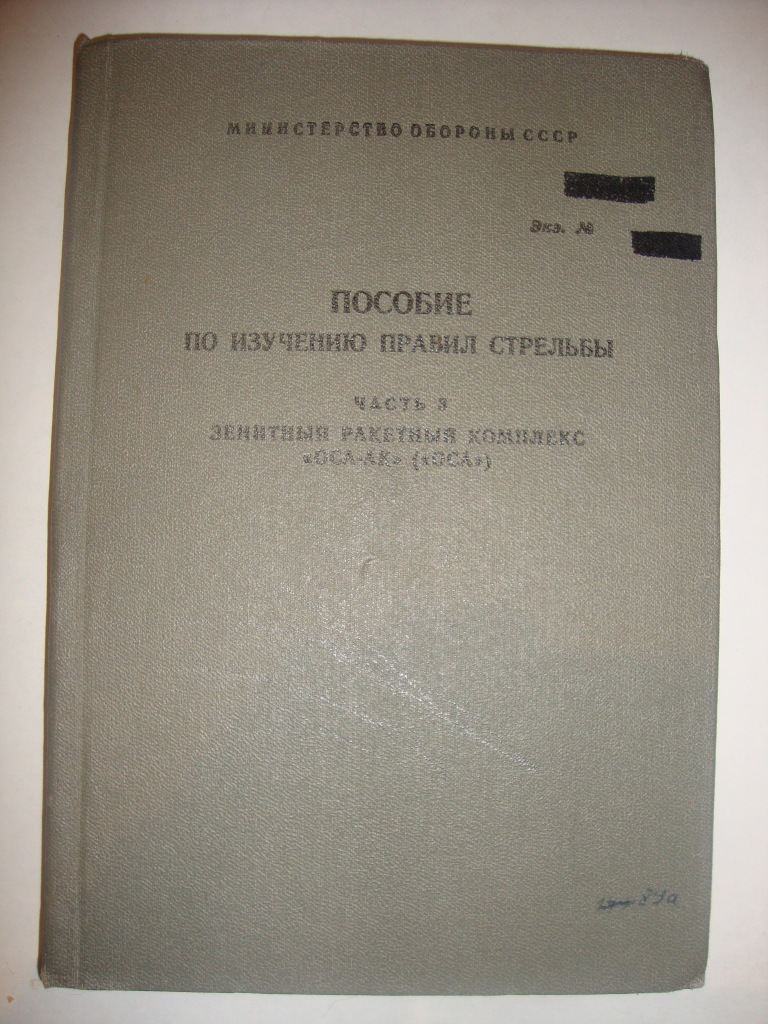 МИНИСТЕРСТВО ОБОРОНЫ СССР
Экз. №
ПОСОБИЕ
ПО ИЗУЧЕНИЮ ПРАВИЛ СТРЕЛЬБЫ
ЧАСТЬ 3
ЗЕНИТНЫЙ РАКЕТНЫЙ КОМПЛЕКС
«ОСА-АК» («ОСА»)